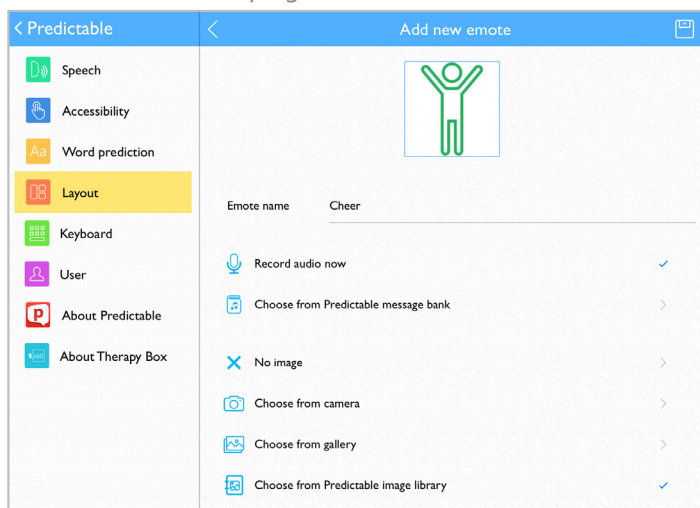 Predictable
Add new emote
Speech
Accessibility
Aa Word prediction
Layout
Keyboard
User
About Predictable
About Therapy Box
Emote name Cheer
Record audio now
Choose from Predictable message bank
No image
Choose from camera
Choose from gallery
Choose from Predictable image library